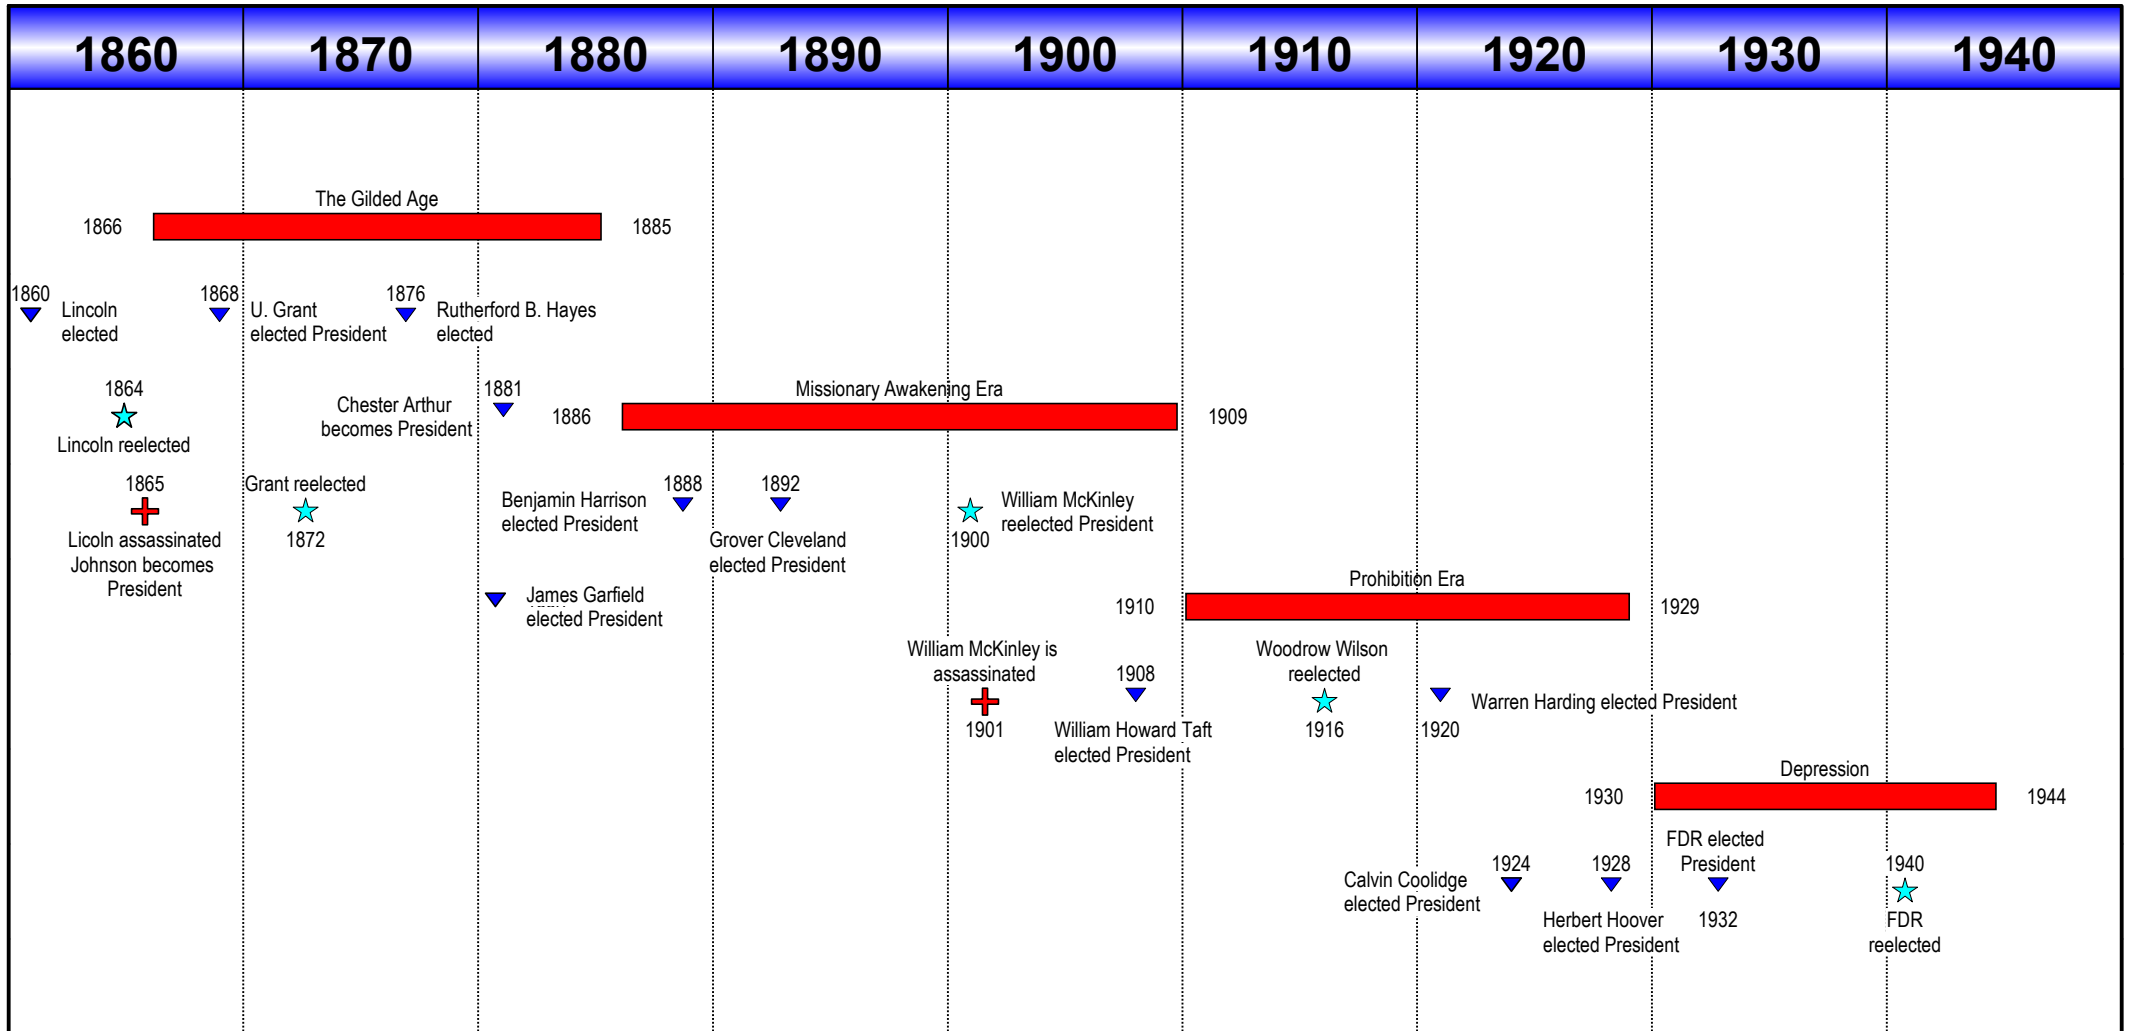 1860 1870 1880 1890 1900 1910 1920 1930 1940
The Gilded Age
1866
1885
1860
Lincoln
elected
1868
U. Grant
elected President
1876
Rutherford B. Hayes
elected
1864
Lincoln reelected
Chester Arthur
becomes President
1881
Missionary Awakening Era
1886
1909
1865
Licoln assassinated
Johnson becomes
President
Grant reelected
1872
Benjamin Harrison
elected President
1888
1892
Grover Cleveland
elected President
William McKinley
reelected President
1900
James Garfield
elected President
Prohibition Era
1910
1929
William McKinley is
assassinated
1901
1908
William Howard Taft
elected President
Woodrow Wilson
reelected
1916
Warren Harding elected President
1920
Depression
1930
1944
Calvin Coolidge
elected President
1924
1928
Herbert Hoover
elected President
FDR elected
President
1932
1940
FDR
reelected